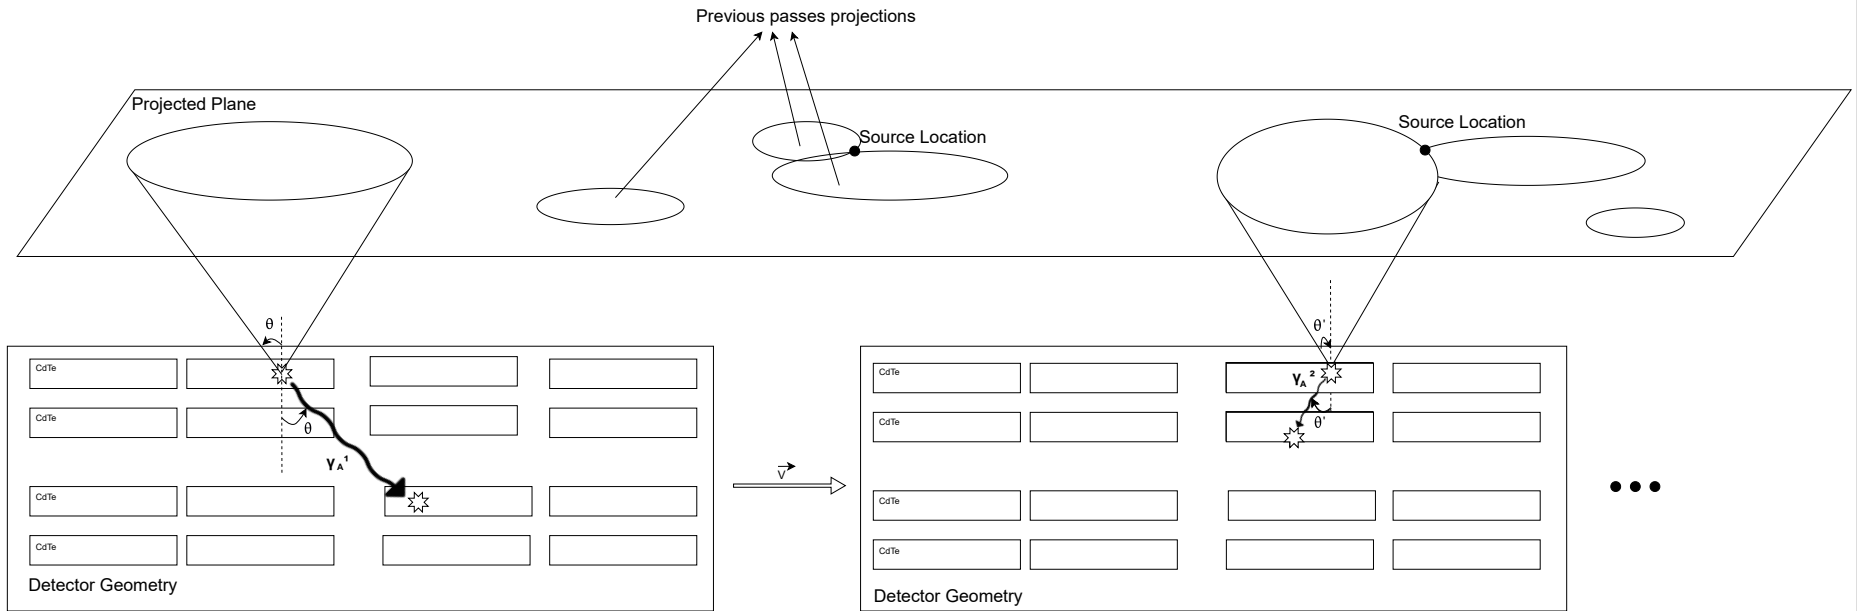 Previous passes projections
Projected Plane
Source Location
Source Location
θ
θ'
CdTe
CdTe
θ
γA¹
CdTe
CdTe
Detector Geometry
v
CdTe
γA²
CdTe
θ'
CdTe
CdTe
Detector Geometry